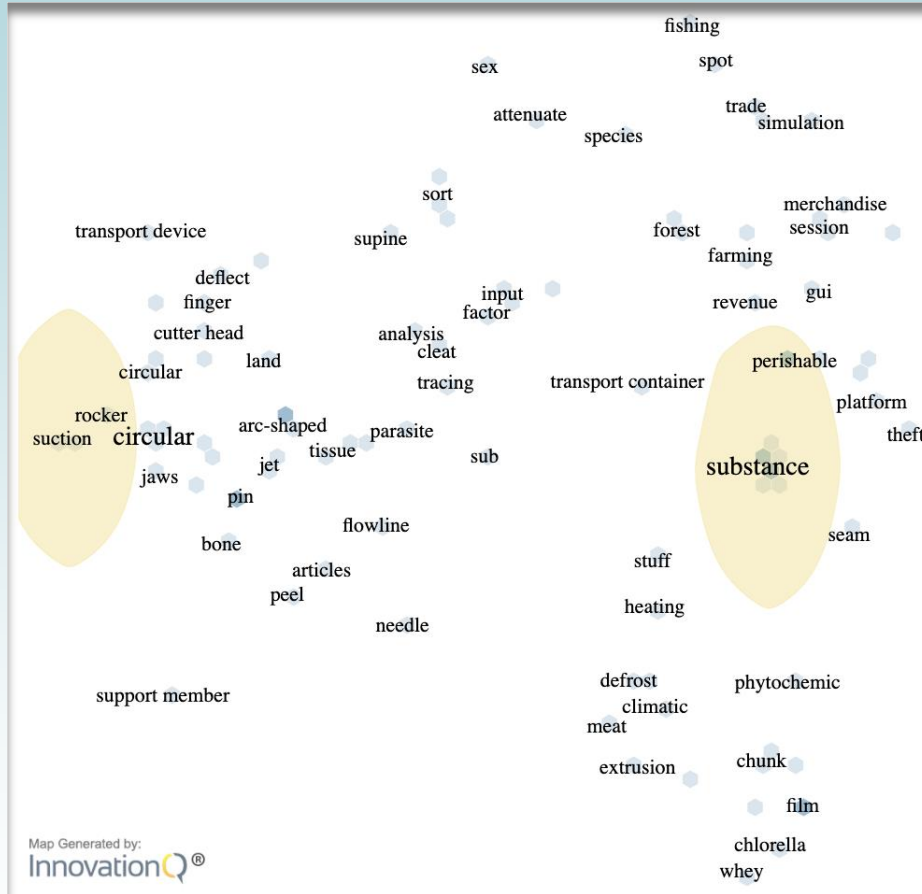 fishing
spot
sex
trade
attenuate
simulation
species
sort
merchandise
transport device
supine
forest
session
farming
deflect
input
gui
finger
factor
revenue
cutter head
analysis
cleat
land
perishable
circular
tracing
transport container
platform
rocker
arc-shaped
parasite
theft
suction
circular
tissue
sub
jet
substance
jaws
pin
flowline
seam
bone
stuff
articles
peel
heating
needle
defrost
phytochemic
support member
climatic
meat
extrusion
chunk
film
chlorella
whey
Map Generated by:
InnovationQ®